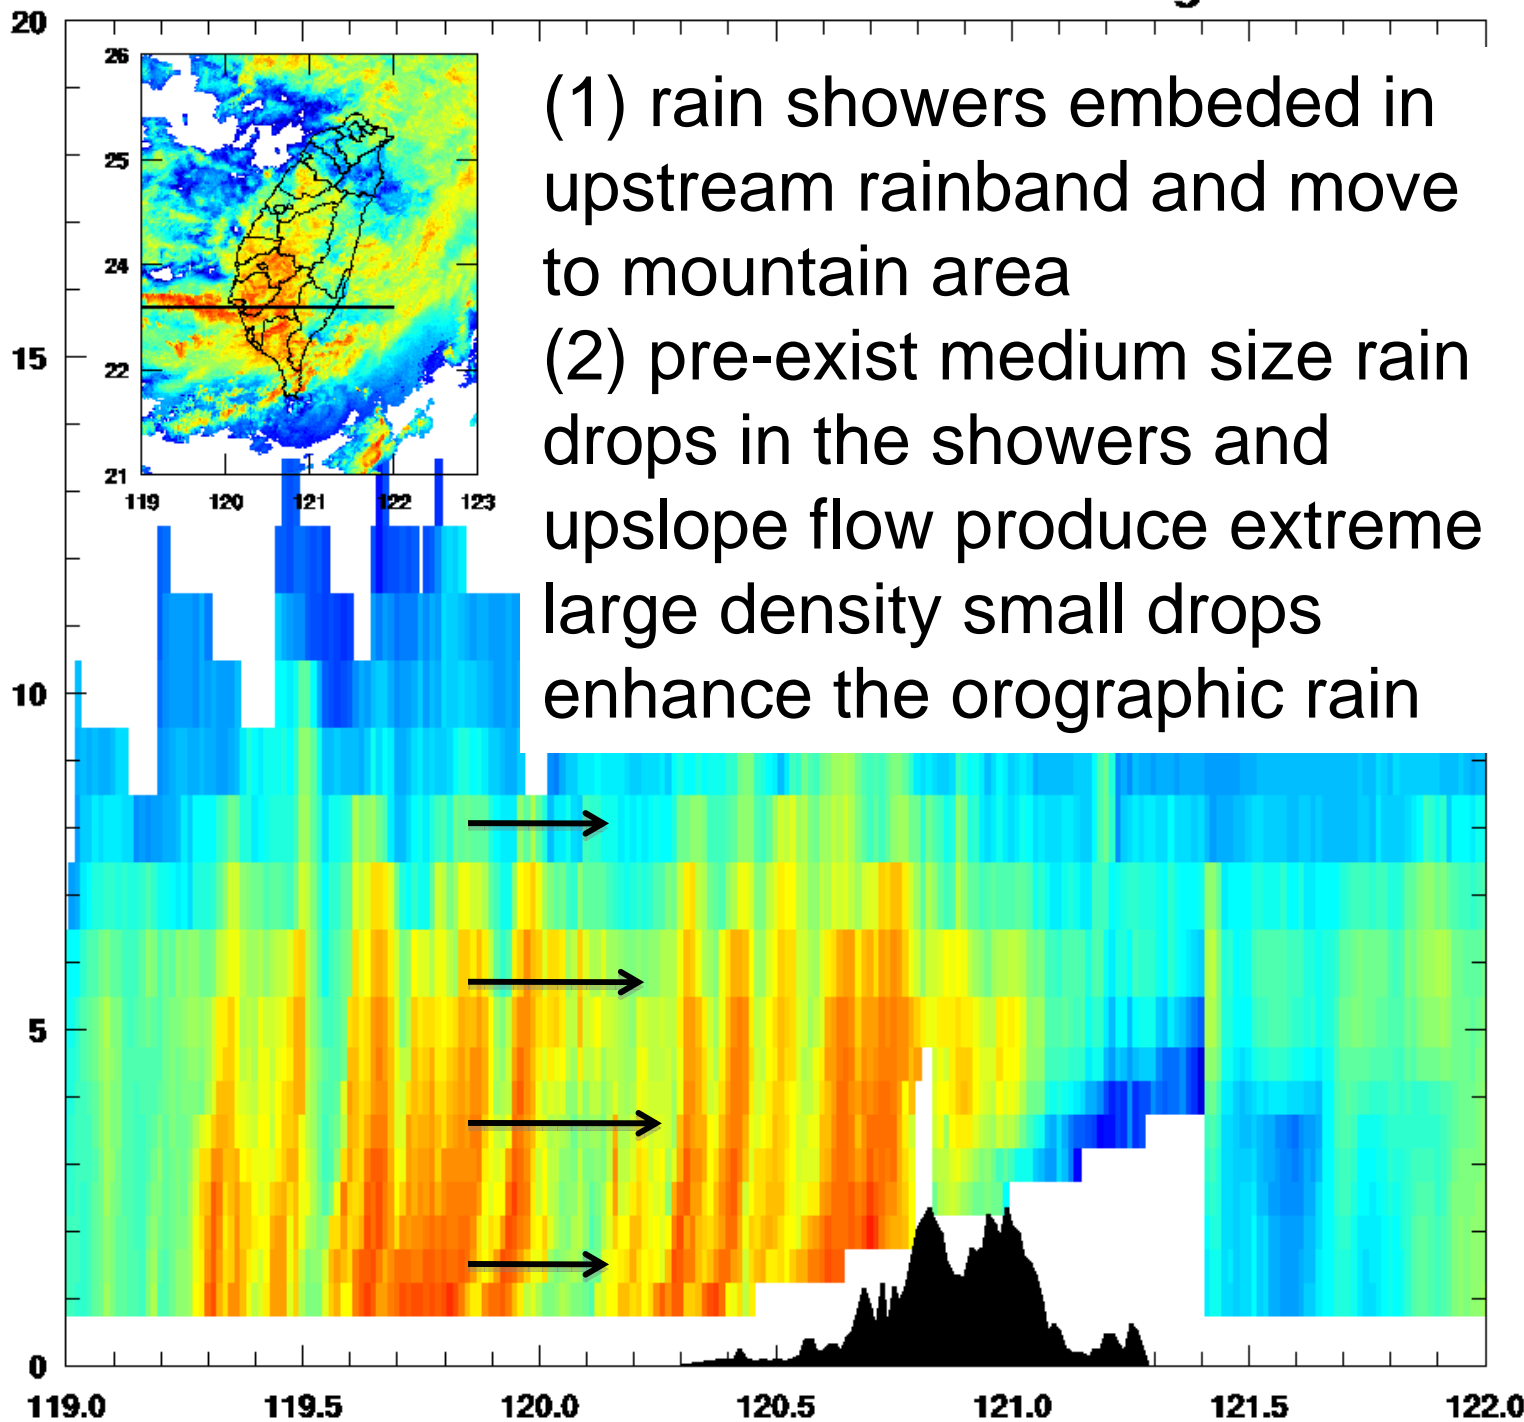 20
15
10
5
0
119.0 119.5 120.0 120.5 121.0 121.5 122.0
26
25
24
22
21
119 120 121 122 123
(1) rain showers embeded in
upstream rainband and move
to mountain area
(2) pre-exist medium size rain
drops in the showers and
upslope flow produce extreme
large density small drops
enhance the orographic rain